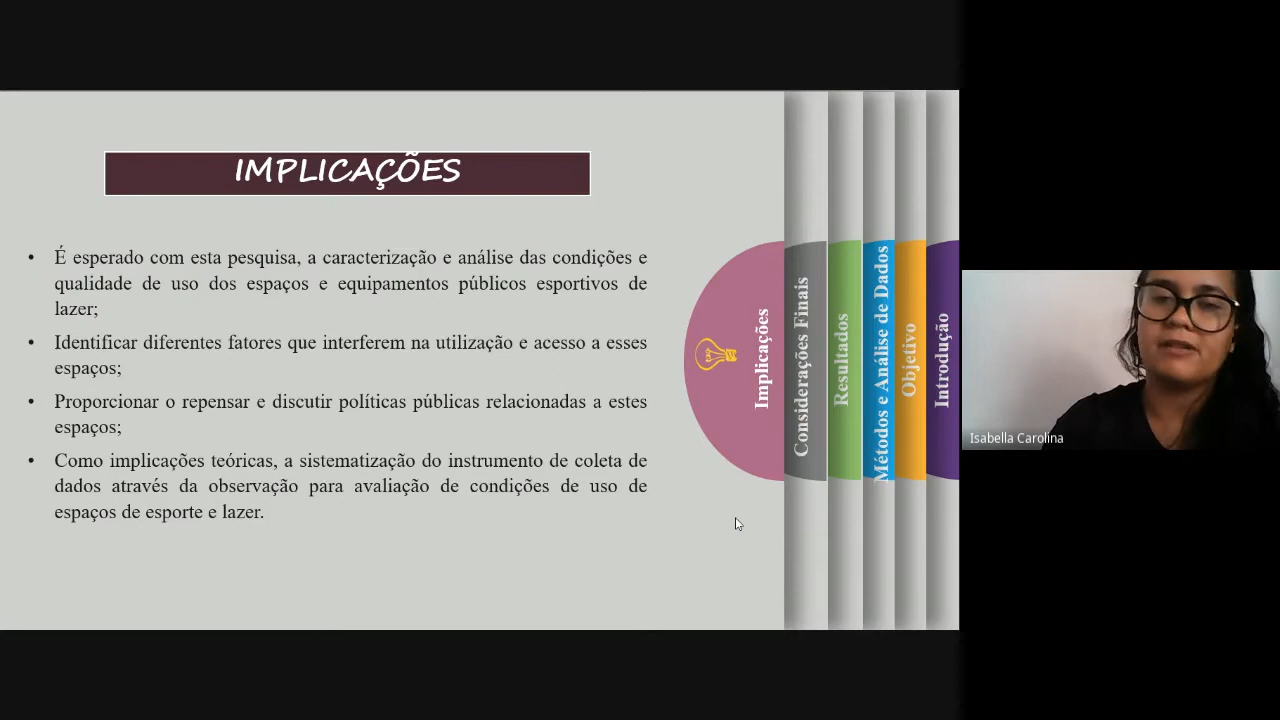 IMPLICAÇÕES
• É esperado com esta pesquisa, a caracterização e análise das condições e
qualidade de uso dos espaços e equipamentos públicos esportivos de
lazer;
• Identificar diferentes fatores que interferem na utilização e acesso a esses
espaços;
• Proporcionar o repensar e discutir políticas públicas relacionadas a estes
espaços;
• Como implicações teóricas, a sistematização do instrumento de coleta de
dados através da observação para avaliação de condições de uso de
espaços de esporte e lazer.
Implicações
Considerações Finais
Resultados
Métodos e Análise de Dados
Objetivo
Introdução
Isabella Carolina